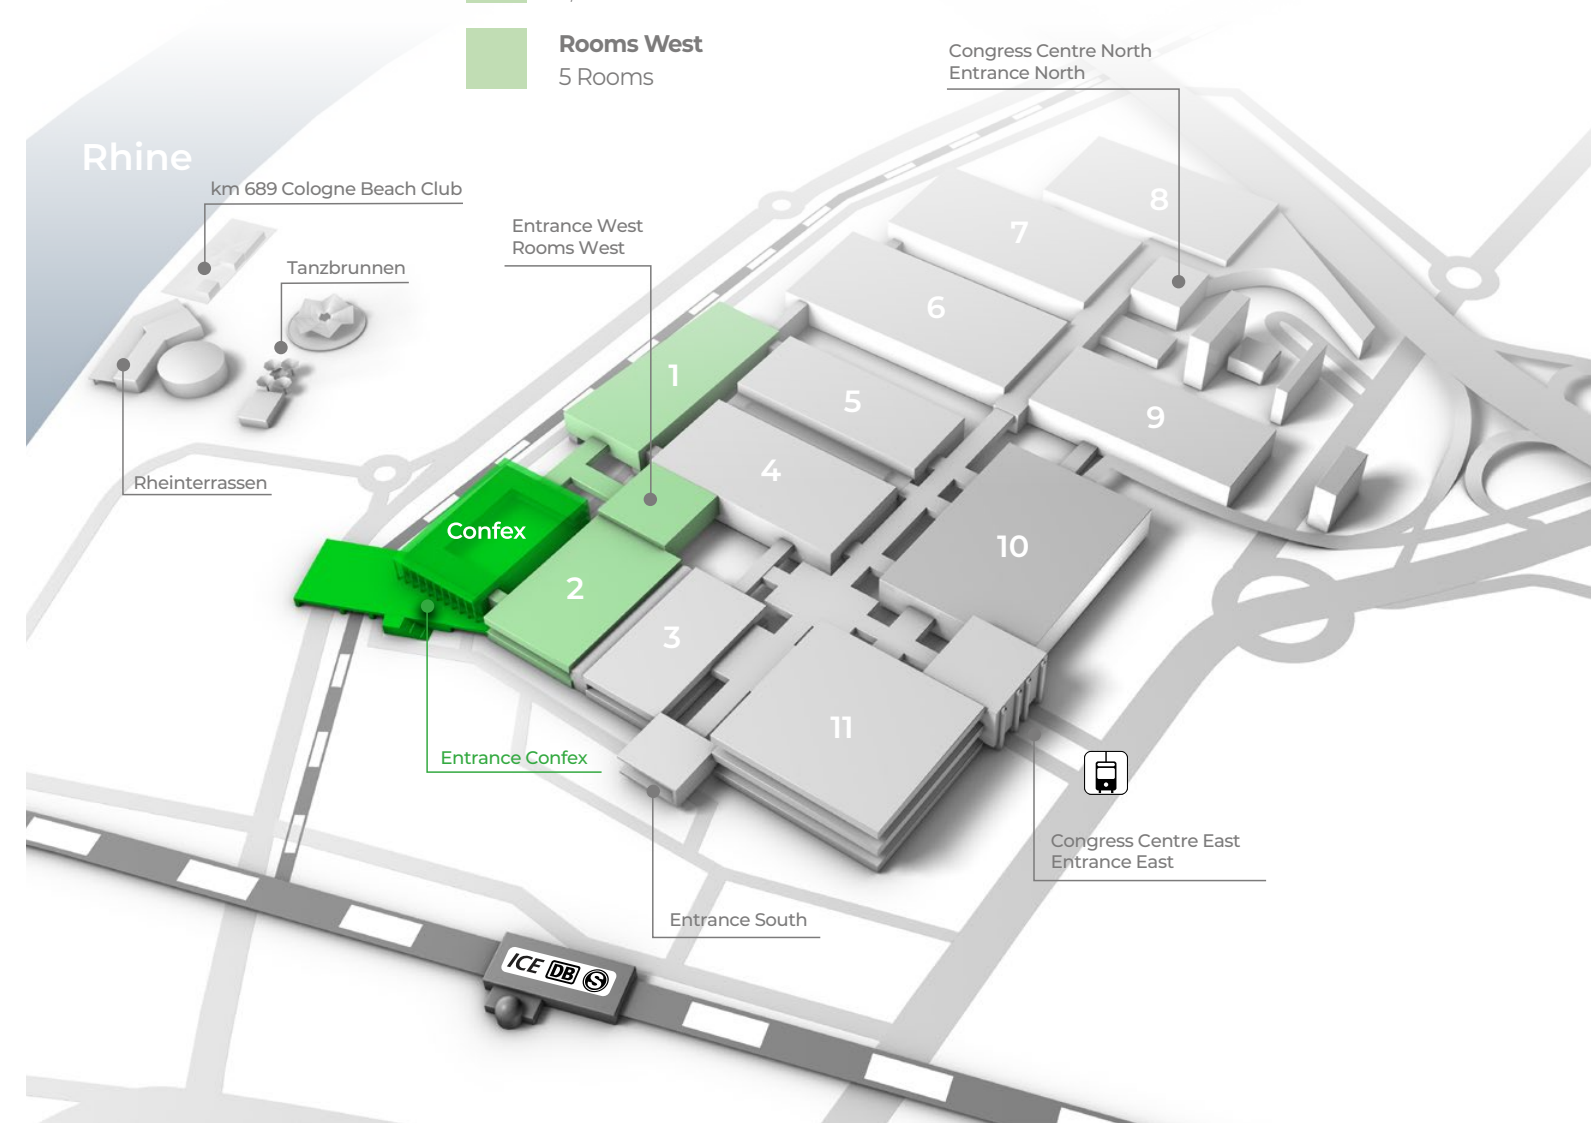 Rooms West
5 Rooms
Congress Centre North
Entrance North
Rhine
km 689 Cologne Beach Club
Entrance West
Rooms West
Tanzbrunnen
8
7
6
1
5
9
4
Rheinterrassen
Confex
10
2
3
11
Entrance Confex
Congress Centre East
Entrance East
Entrance South
ICE DB S